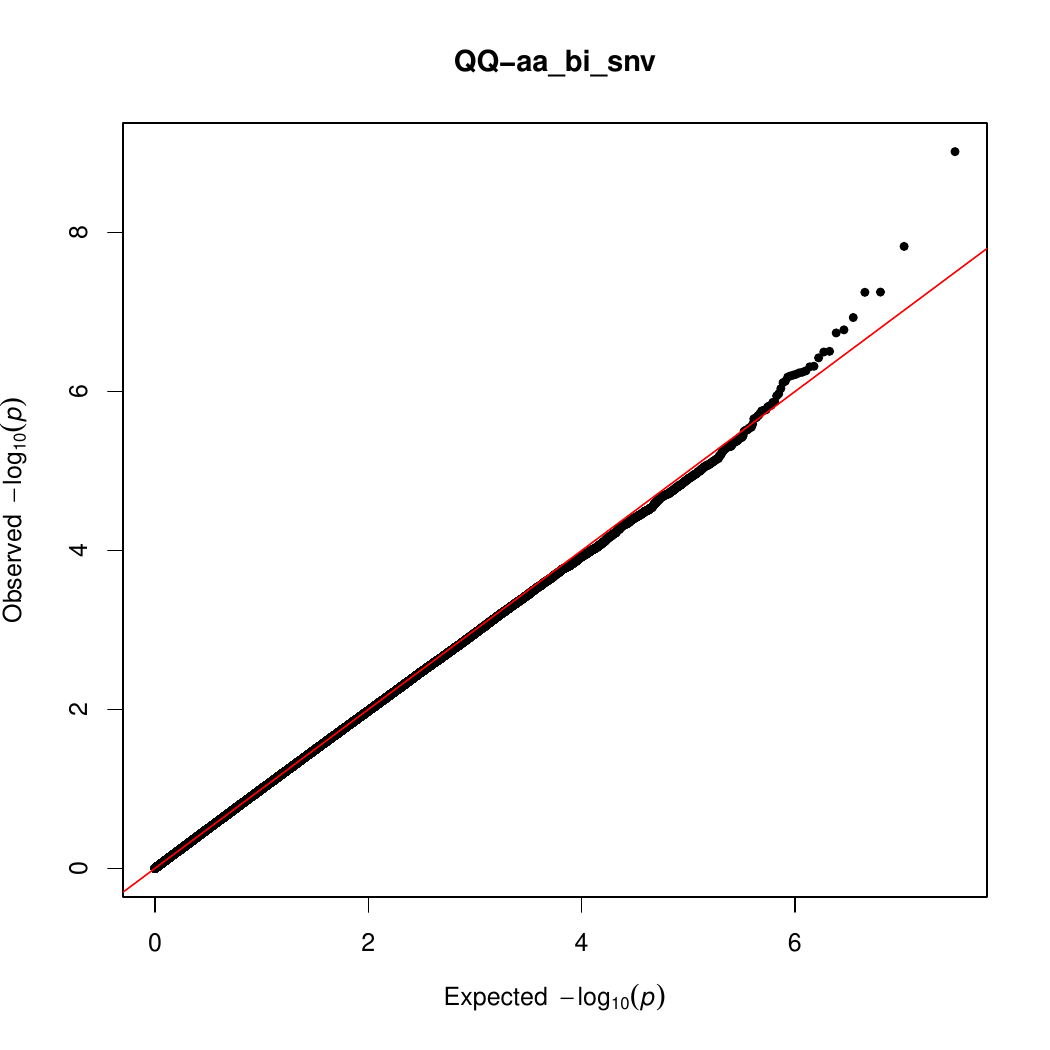 QQ−aa_bi_snv
Observed −log10(p)
8
6
4
2
0
0 2 4 6
Expected −log10(p)